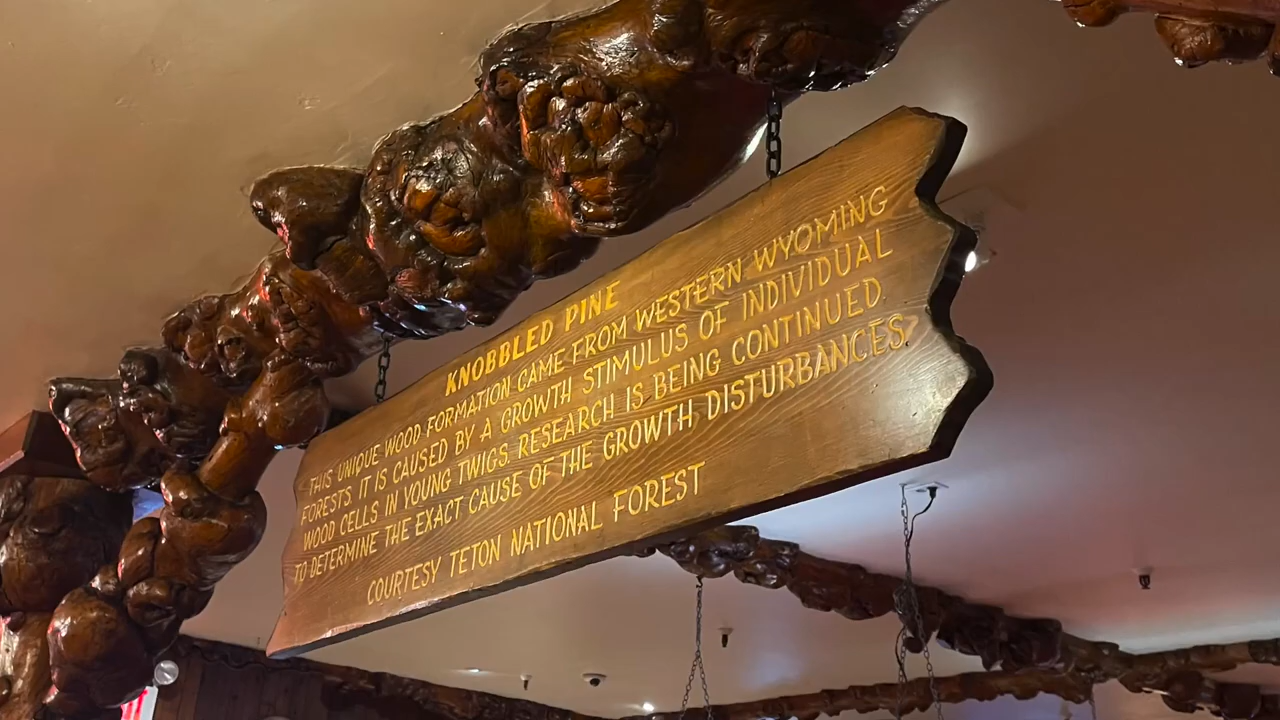 KNOBBLED PINE
THIS UNIQUE WOOD FORMATION CAME FROM WESTERN WYOMING
FORESTS. IT IS CAUSED BY A GROWTH STIMULUS OF INDIVIDUAL
WOOD CELLS IN YOUNG TWIGS. RESEARCH IS BEING CONTINUED.
TO DETERMINE THE EXACT CAUSE OF THE GROWTH DISTURBANCES.
COURTESY TETON NATIONAL FOREST